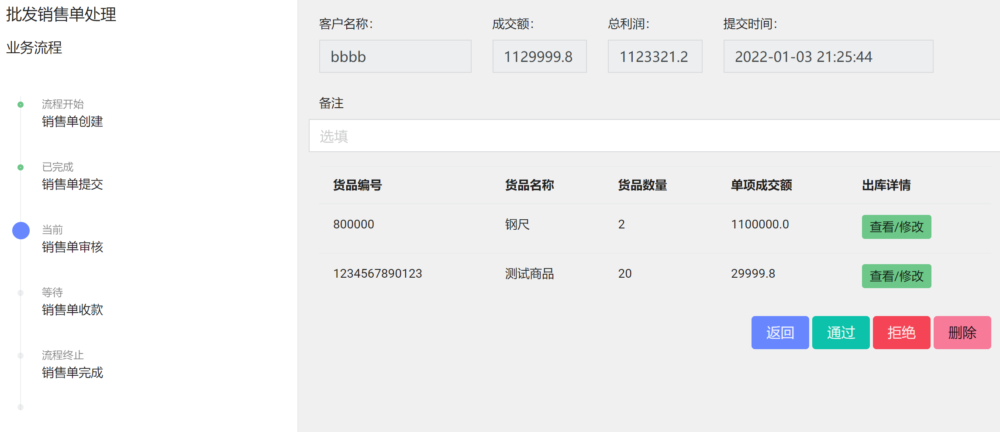 批发销售单处理
业务流程
流程开始
销售单创建
已完成
销售单提交
当前
销售单审核
等待
销售单收款
流程终止
销售单完成
客户名称： 成交额： 总利润： 提交时间：
bbbb 1129999.8 1123321.2 2022-01-03 21:25:44
备注
选填
货品编号 货品名称 货品数量 单项成交额 出库详情
800000 钢尺 2 1100000.0 查看/修改
1234567890123 测试商品 20 29999.8 查看/修改
返回 通过 拒绝 删除